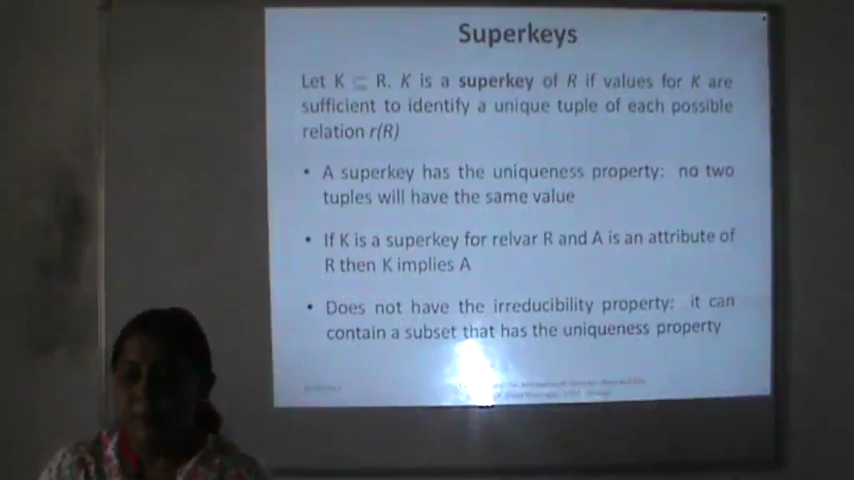 Superkeys
Let K ⊆ R. K is a superkey of R if values for K are
sufficient to identify a unique tuple of each possible
relation r(R)
• A superkey has the uniqueness property: no two
tuples will have the same value
• If K is a superkey for relvar R and A is an attribute of
R then K implies A
• Does not have the irreducibility property: it can
contain a subset that has the uniqueness property